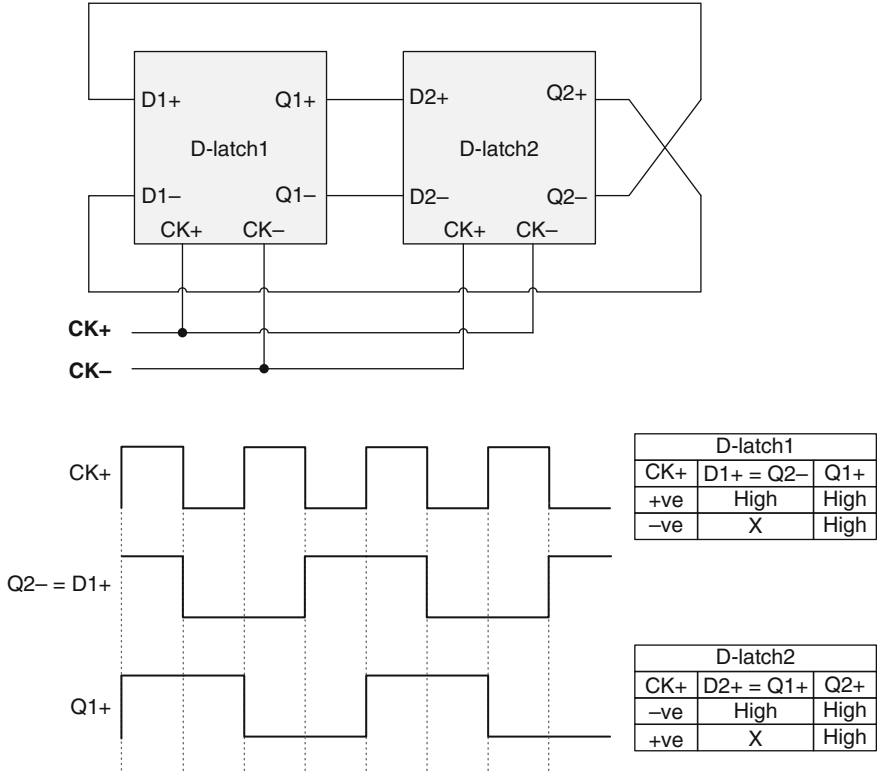 D1+ Q1+ D2+ Q2+
D-latch1 D-latch2
D1– Q1– D2– Q2–
CK+ CK– CK+ CK–
CK+
CK–
CK+
Q2– = D1+
Q1+
D-latch1
CK+ D1+ = Q2– Q1+
+ve High High
–ve X High
D-latch2
CK+ D2+ = Q1+ Q2+
–ve High High
+ve X High